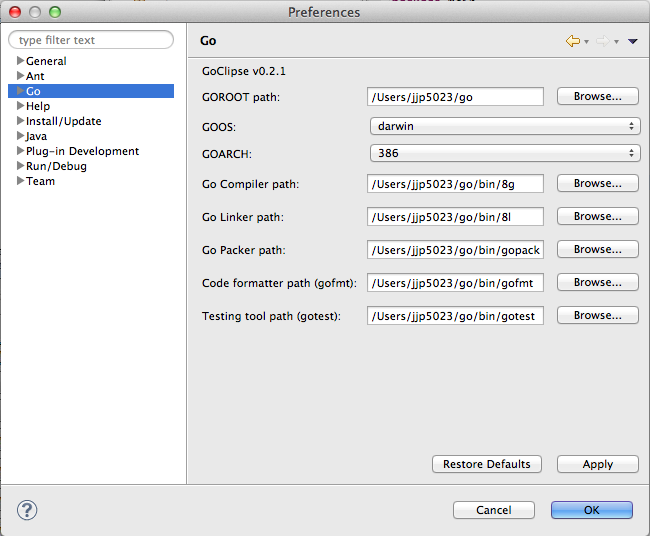 Preferences
type filter text
General
Ant
Go
Help
Install/Update
Java
Plug-in Development
Run/Debug
Team
Go
GoClipse v0.2.1
GOROOT path: /Users/jjp5023/go Browse...
GOOS: darwin
GOARCH: 386
Go Compiler path: /Users/jjp5023/go/bin/8g Browse...
Go Linker path: /Users/jjp5023/go/bin/8l Browse...
Go Packer path: /Users/jjp5023/go/bin/gopack Browse...
Code formatter path (gofmt): /Users/jjp5023/go/bin/gofmt Browse...
Testing tool path (gotest): /Users/jjp5023/go/bin/gotest Browse...
Restore Defaults Apply
? Cancel OK